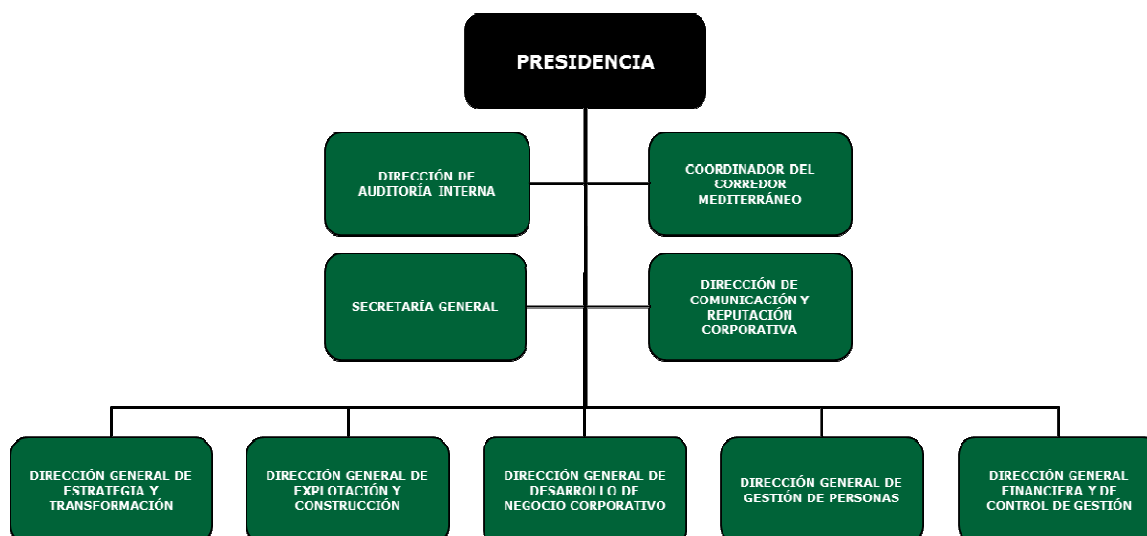 PRESIDENCIA
DIRECCIÓN DE
AUDITORÍA INTERNA
COORDINADOR DEL
CORREDOR
MEDITERRÁNEO
SECRETARÍA GENERAL
DIRECCIÓN DE
COMUNICACIÓN Y
REPUTACIÓN
CORPORATIVA
DIRECCIÓN GENERAL DE
ESTRATEGIA Y
TRANSFORMACIÓN
DIRECCIÓN GENERAL DE
EXPLOTACIÓN Y
CONSTRUCCIÓN
DIRECCIÓN GENERAL DE
DESARROLLO DE
NEGOCIO CORPORATIVO
DIRECCIÓN GENERAL DE
GESTIÓN DE PERSONAS
DIRECCIÓN GENERAL
FINANCIERA Y DE
CONTROL DE GESTIÓN